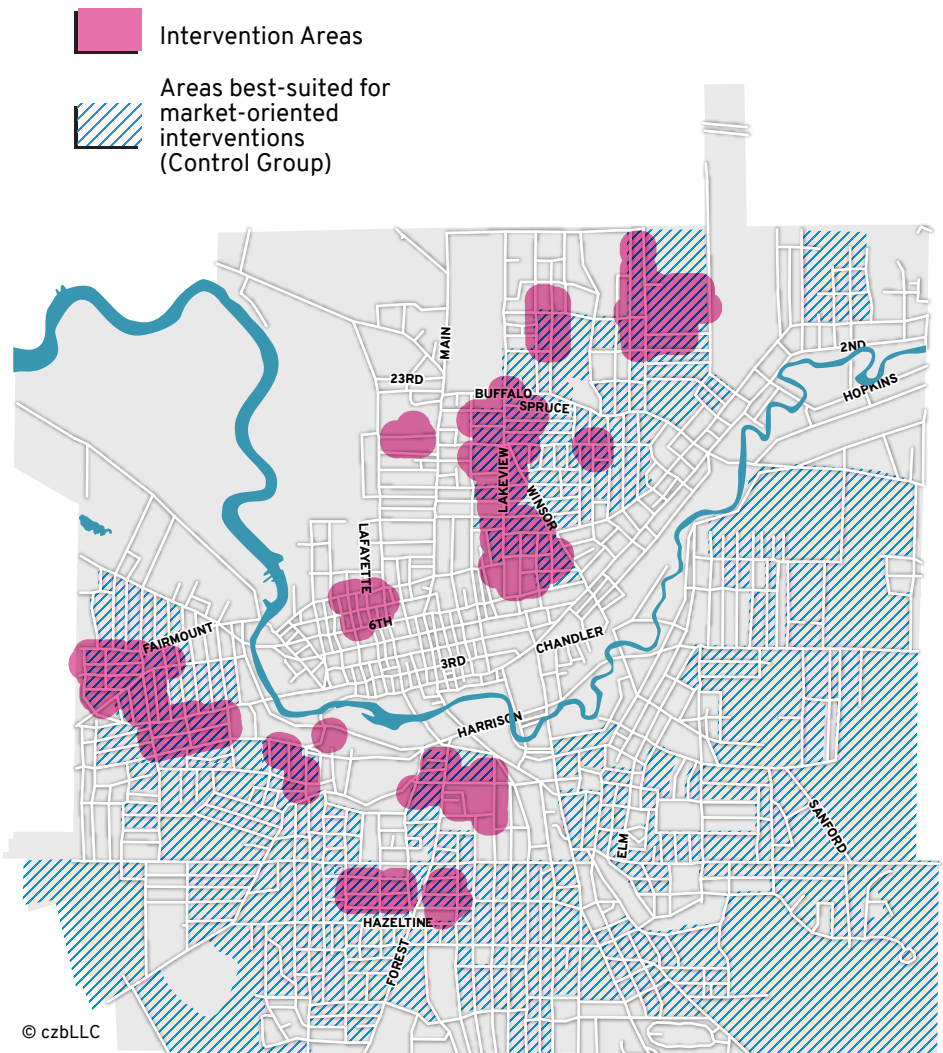 Intervention Areas
Areas best-suited for
market-oriented
interventions
(Control Group)
MAIN
2ND
23RD
HOPKINS
BUFFALO
SPRUCE
LAKEVIEW
WINSOR
LAFAYETTE
6TH
FAIRMOUNT
CHANDLER
3RD
HARRISON
SANFORD
ELM
HAZELTINE
FOREST
© czbLLC